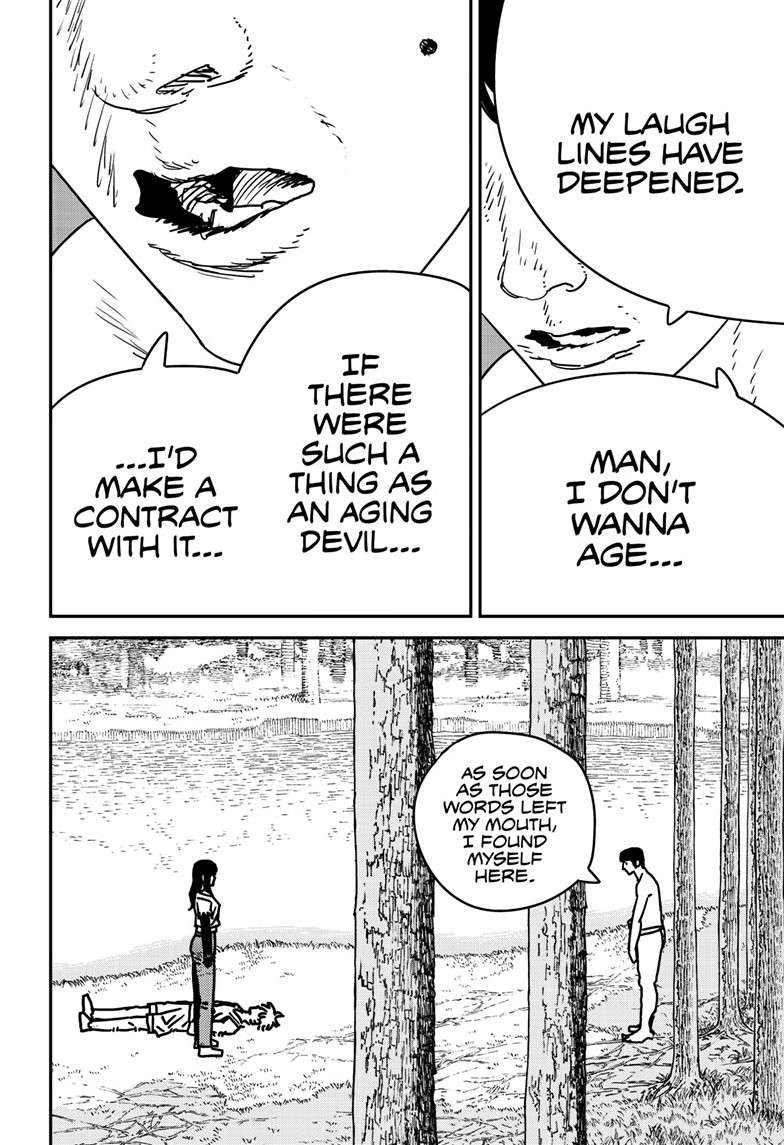 MY LAUGH
LINES HAVE
DEEPENED.
MAN,
I DON'T
WANNA
AGE...
IF
THERE
WERE
SUCH A
THING AS
AN AGING
DEVIL...
...I'D
MAKE A
CONTRACT
WITH IT...
AS SOON
AS THOSE
WORDS LEFT
MY MOUTH,
I FOUND
MYSELF
HERE.